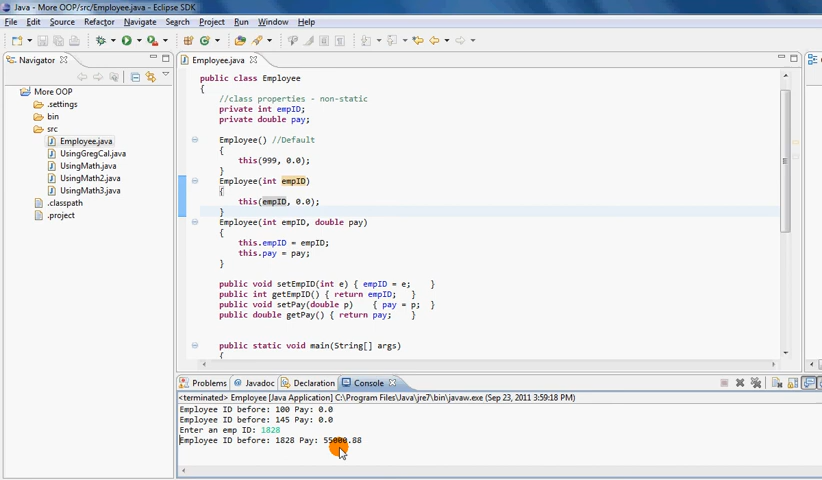 Java - More OOP/src/Employee.java - Eclipse SDK
File Edit Source Refactor Navigate Search Project Run Window Help
Navigator
More OOP
.settings
bin
src
Employee.java
UsingGregCal.java
UsingMath.java
UsingMath2.java
UsingMath3.java
.classpath
.project
Employee.java
public class Employee
{
//class properties - non-static
private int empID;
private double pay;
Employee() //Default
{
this(999, 0.0);
}
Employee(int empID)
{
this(empID, 0.0);
}
Employee(int empID, double pay)
{
this.empID = empID;
this.pay = pay;
}
public void setEmpID(int e) { empID = e; }
public int getEmpID() { return empID; }
public void setPay(double p) { pay = p; }
public double getPay() { return pay; }
public static void main(String[] args)
{
Problems Javadoc Declaration Console
<terminated> Employee [Java Application] C:\Program Files\Java\jre7\bin\javaw.exe (Sep 23, 2011 3:59:18 PM)
Employee ID before: 100 Pay: 0.0
Employee ID before: 145 Pay: 0.0
Enter an emp ID: 1828
Employee ID before: 1828 Pay: 55000.88